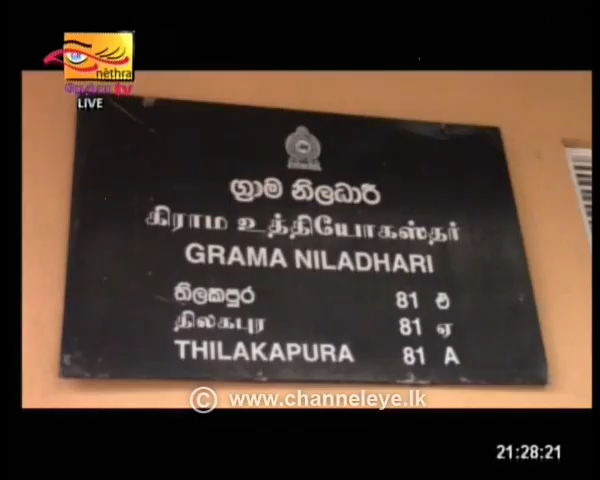 nethra
LIVE
ග්‍රාම නිලධාරී
கிராம உத்தியோகஸ்தர்
GRAMA NILADHARI
තිලකපුර 81 ඒ
திலகபுர 81 ஏ
THILAKAPURA 81 A
© www.channeleye.lk
21:28:21